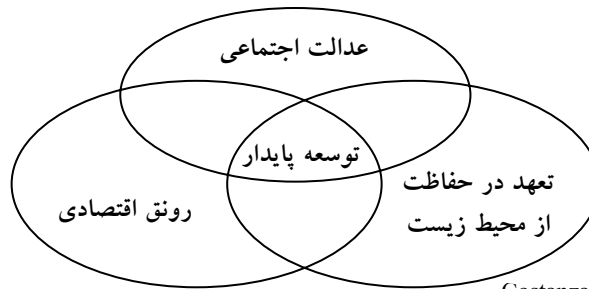 عدالت اجتماعی
توسعه پایدار
تعهد در حفاظت
از محیط زیست
رونق اقتصادی